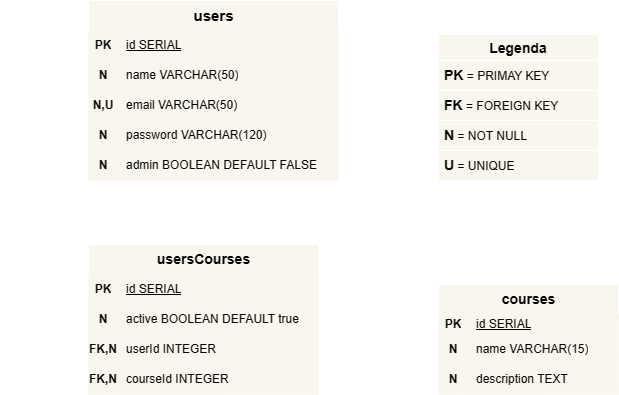 users
PK id SERIAL
N name VARCHAR(50)
N,U email VARCHAR(50)
N password VARCHAR(120)
N admin BOOLEAN DEFAULT FALSE
Legenda
PK = PRIMAY KEY
FK = FOREIGN KEY
N = NOT NULL
U = UNIQUE
usersCourses
PK id SERIAL
N active BOOLEAN DEFAULT true
FK,N userId INTEGER
FK,N courseId INTEGER
courses
PK id SERIAL
N name VARCHAR(15)
N description TEXT